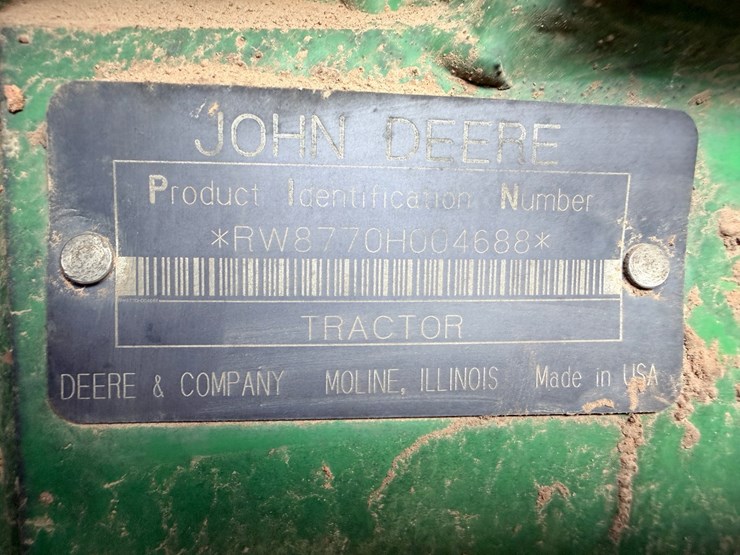 JOHN DEERE
Product Identification Number
*RW8770H004688*
TRACTOR
DEERE & COMPANY MOLINE, ILLINOIS Made in USA